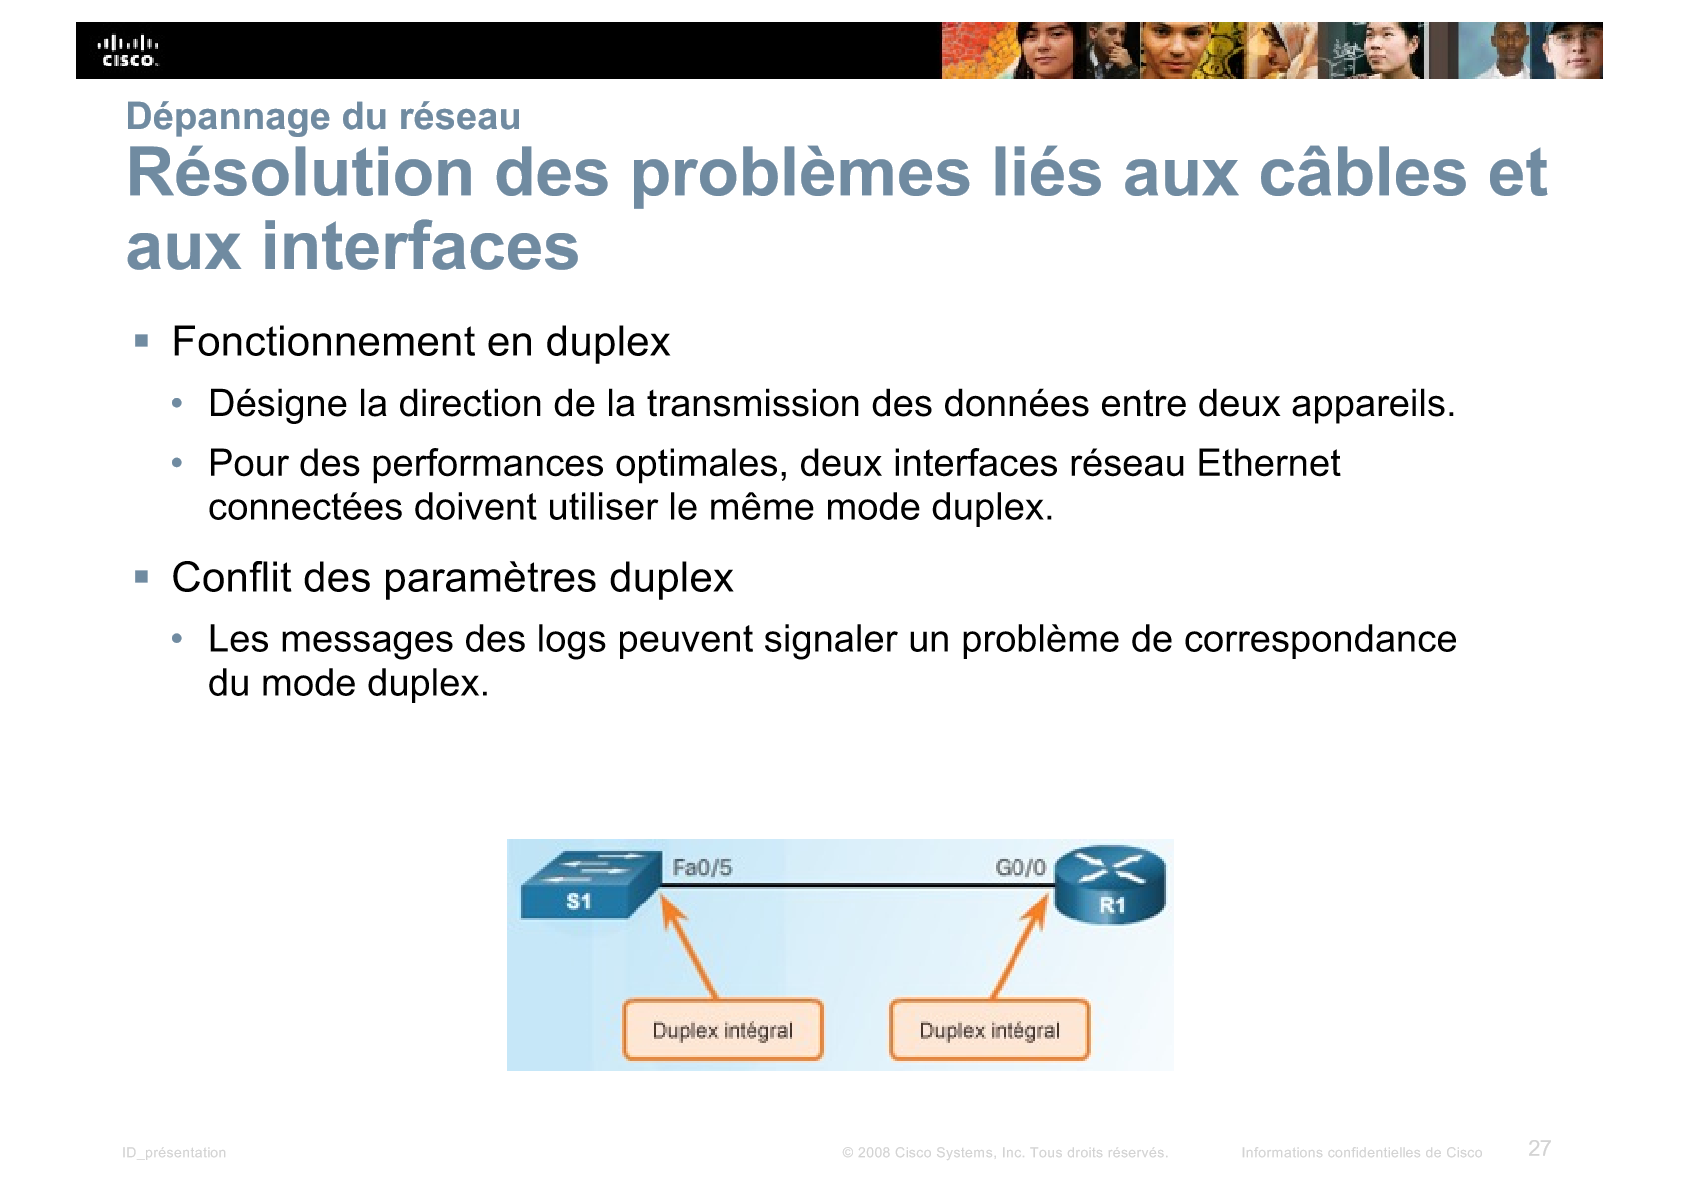 CISCO
Dépannage du réseau
Résolution des problèmes liés aux câbles et
aux interfaces
Fonctionnement en duplex
Désigne la direction de la transmission des données entre deux appareils.
Pour des performances optimales, deux interfaces réseau Ethernet
connectées doivent utiliser le même mode duplex.
Conflit des paramètres duplex
Les messages des logs peuvent signaler un problème de correspondance
du mode duplex.
Fa0/5 G0/0
S1 R1
Duplex intégral Duplex intégral
ID_présentation © 2008 Cisco Systems, Inc. Tous droits réservés. Informations confidentielles de Cisco 27